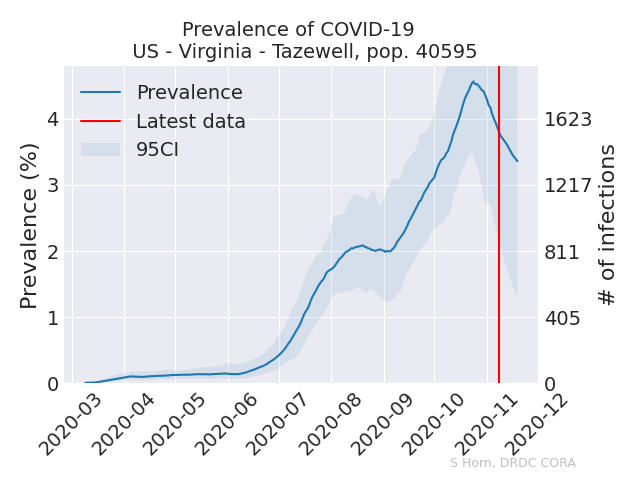 Prevalence of COVID-19
US - Virginia - Tazewell, pop. 40595
Prevalence
Latest data
95CI
Prevalence (%)
4
3
2
1
0
1623
1217
811
405
0
# of infections
2020-03
2020-04
2020-05
2020-06
2020-07
2020-08
2020-09
2020-10
2020-11
2020-12
S Horn, DRDC CORA